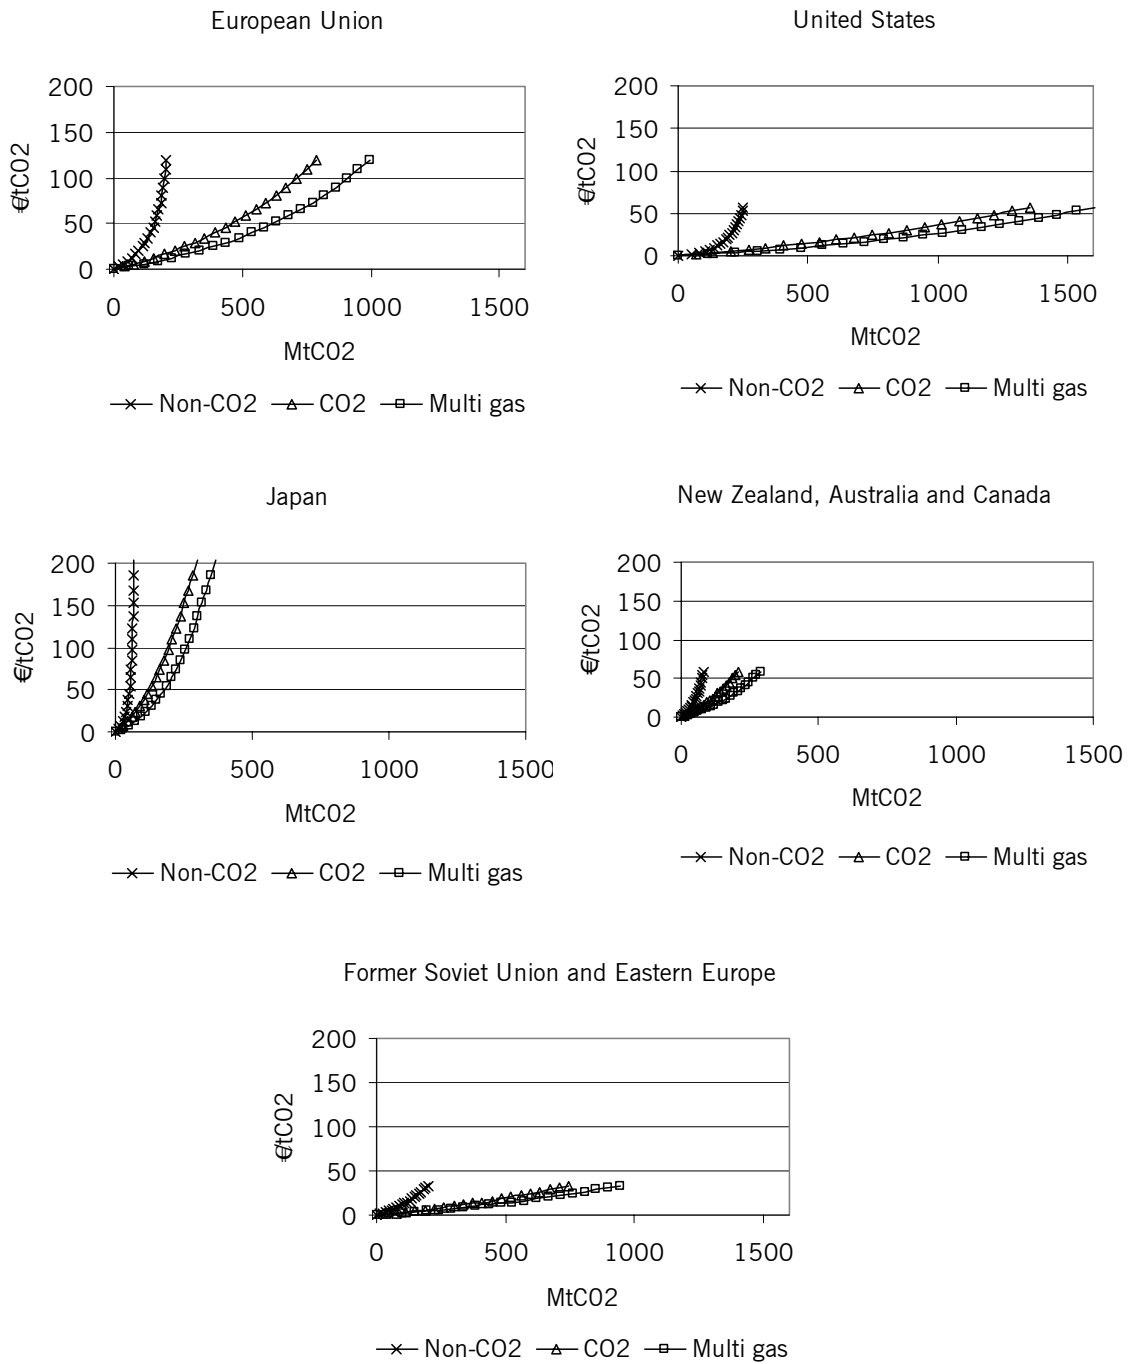 European Union
200
150
100
50
0
€/tCO2
0 500 1000 1500
MtCO2
Non-CO2 CO2 Multi gas
United States
200
150
100
50
0
€/tCO2
0 500 1000 1500
MtCO2
Non-CO2 CO2 Multi gas
Japan
200
150
100
50
0
€/tCO2
0 500 1000 1500
MtCO2
Non-CO2 CO2 Multi gas
New Zealand, Australia and Canada
200
150
100
50
0
€/tCO2
0 500 1000 1500
MtCO2
Non-CO2 CO2 Multi gas
Former Soviet Union and Eastern Europe
200
150
100
50
0
€/tCO2
0 500 1000 1500
MtCO2
Non-CO2 CO2 Multi gas